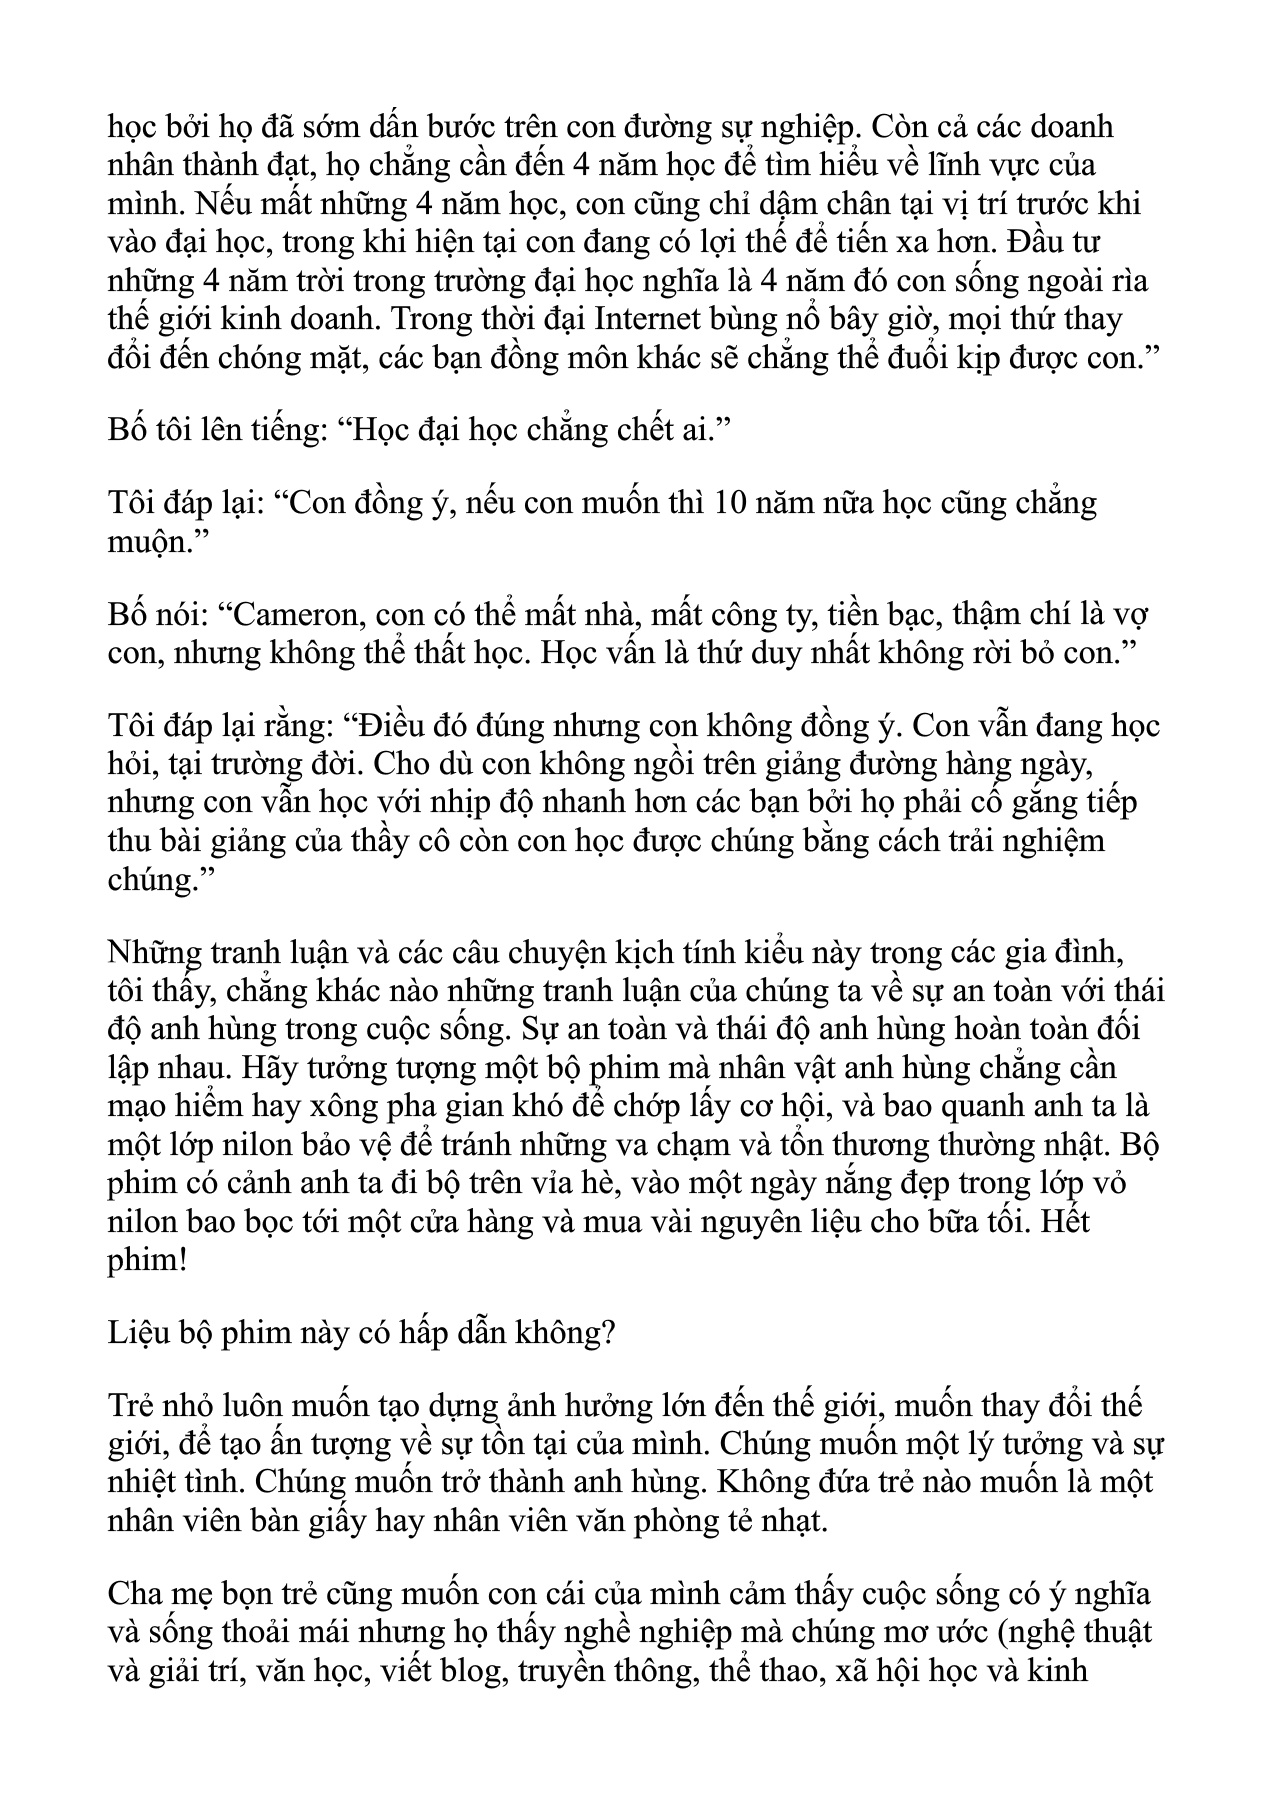 học bởi họ đã sớm dấn bước trên con đường sự nghiệp. Còn cả các doanh
nhân thành đạt, họ chẳng cần đến 4 năm học để tìm hiểu về lĩnh vực của
mình. Nếu mất những 4 năm học, con cũng chỉ dậm chân tại vị trí trước khi
vào đại học, trong khi hiện tại con đang có lợi thế để tiến xa hơn. Đầu tư
những 4 năm trời trong trường đại học nghĩa là 4 năm đó con sống ngoài rìa
thế giới kinh doanh. Trong thời đại Internet bùng nổ bây giờ, mọi thứ thay
đổi đến chóng mặt, các bạn đồng môn khác sẽ chẳng thể đuổi kịp được con.”
Bố tôi lên tiếng: “Học đại học chẳng chết ai.”
Tôi đáp lại: “Con đồng ý, nếu con muốn thì 10 năm nữa học cũng chẳng
muộn.”
Bố nói: “Cameron, con có thể mất nhà, mất công ty, tiền bạc, thậm chí là vợ
con, nhưng không thể thất học. Học vấn là thứ duy nhất không rời bỏ con.”
Tôi đáp lại rằng: “Điều đó đúng nhưng con không đồng ý. Con vẫn đang học
hỏi, tại trường đời. Cho dù con không ngồi trên giảng đường hàng ngày,
nhưng con vẫn học với nhịp độ nhanh hơn các bạn bởi họ phải cố gắng tiếp
thu bài giảng của thầy cô còn con học được chúng bằng cách trải nghiệm
chúng.”
Những tranh luận và các câu chuyện kịch tính kiểu này trong các gia đình,
tôi thấy, chẳng khác nào những tranh luận của chúng ta về sự an toàn với thái
độ anh hùng trong cuộc sống. Sự an toàn và thái độ anh hùng hoàn toàn đối
lập nhau. Hãy tưởng tượng một bộ phim mà nhân vật anh hùng chẳng cần
mạo hiểm hay xông pha gian khó để chớp lấy cơ hội, và bao quanh anh ta là
một lớp nilon bảo vệ để tránh những va chạm và tổn thương thường nhật. Bộ
phim có cảnh anh ta đi bộ trên vỉa hè, vào một ngày nắng đẹp trong lớp vỏ
nilon bao bọc tới một cửa hàng và mua vài nguyên liệu cho bữa tối. Hết
phim!
Liệu bộ phim này có hấp dẫn không?
Trẻ nhỏ luôn muốn tạo dựng ảnh hưởng lớn đến thế giới, muốn thay đổi thế
giới, để tạo ấn tượng về sự tồn tại của mình. Chúng muốn một lý tưởng và sự
nhiệt tình. Chúng muốn trở thành anh hùng. Không đứa trẻ nào muốn là một
nhân viên bàn giấy hay nhân viên văn phòng tẻ nhạt.
Cha mẹ bọn trẻ cũng muốn con cái của mình cảm thấy cuộc sống có ý nghĩa
và sống thoải mái nhưng họ thấy nghề nghiệp mà chúng mơ ước (nghệ thuật
và giải trí, văn học, viết blog, truyền thông, thể thao, xã hội học và kinh